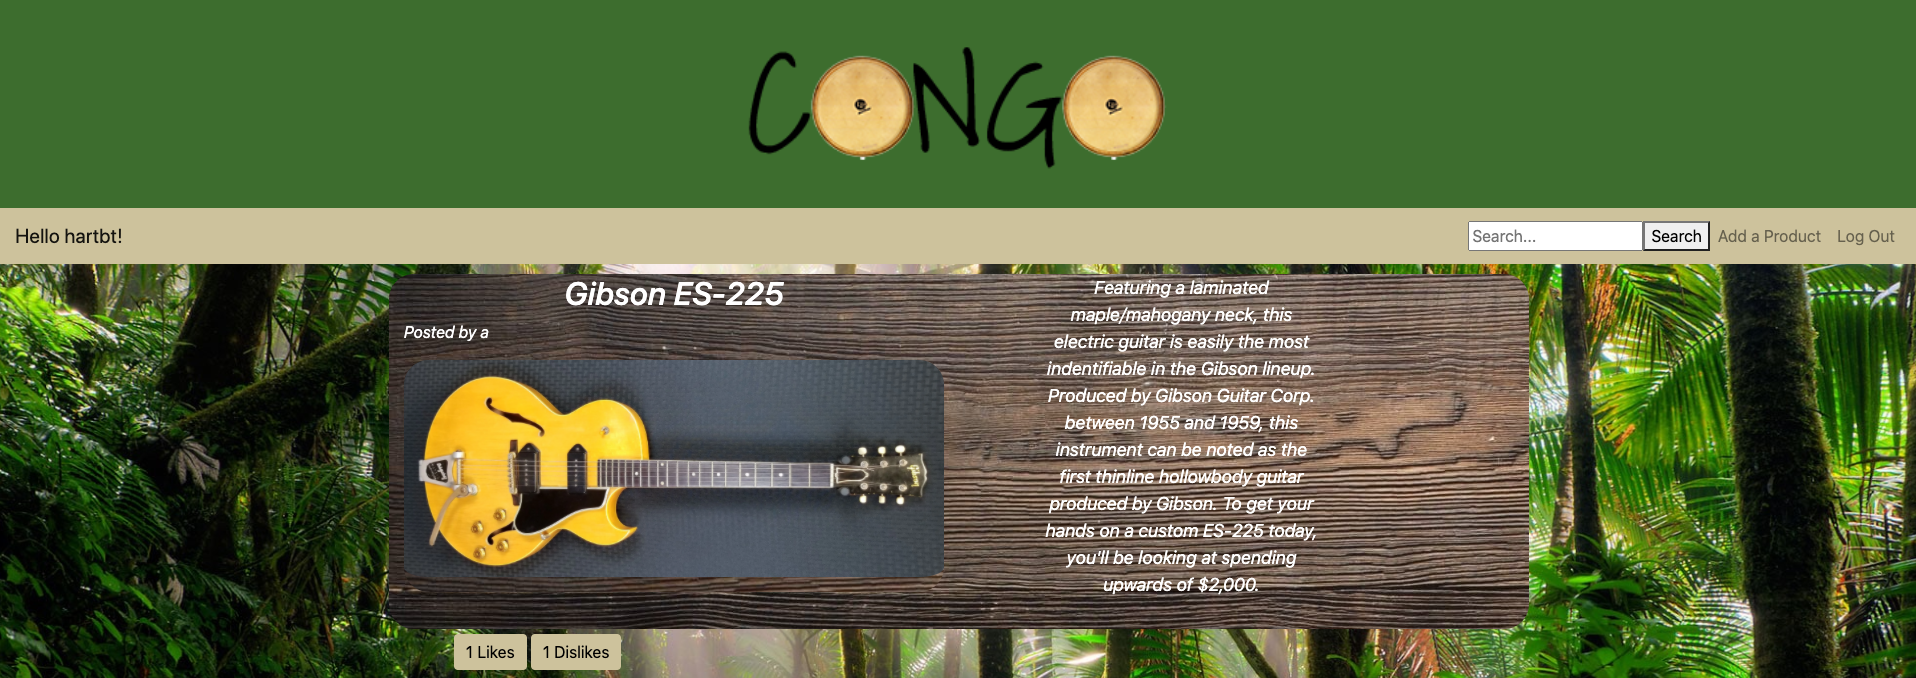 CONGO
Hello hartbt!
Search...
Search
Add a Product
Log Out
Gibson ES-225
Posted by a
Featuring a laminated
maple/mahogany neck, this
electric guitar is easily the most
indentifiable in the Gibson lineup.
Produced by Gibson Guitar Corp.
between 1955 and 1959, this
instrument can be noted as the
first thinline hollowbody guitar
produced by Gibson. To get your
hands on a custom ES-225 today,
you'll be looking at spending
upwards of $2,000.
Gibson
1 Likes
1 Dislikes